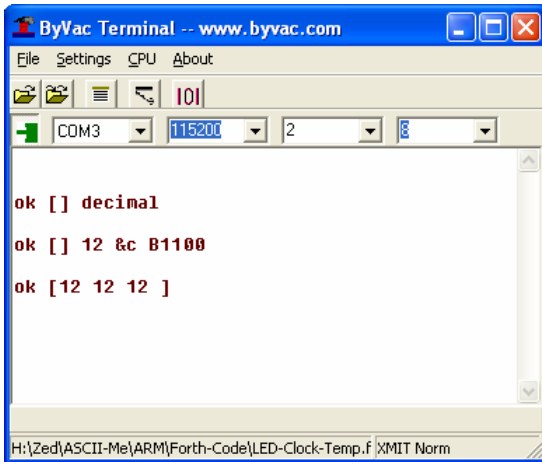 ByVac Terminal -- www.byvac.com
File Settings CPU About
COM3 115200 2 8
ok [] decimal
ok [] 12 &c B1100
ok [12 12 12 ]
H:\Zed\ASCII-Me\ARM\Forth-Code\LED-Clock-Temp.f XMIT Norm